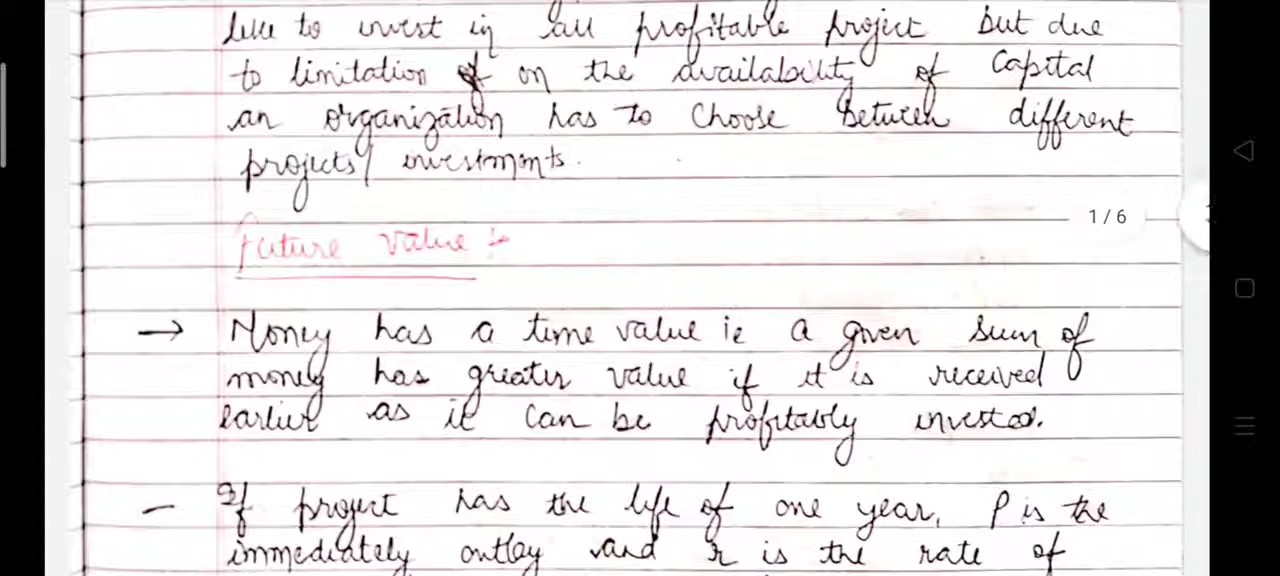 like to invest in all profitable project but due
to limitation of on the availability of Capital
an organization has to choose between different
projects/ investments.
1/6
Future value :-
→ Money has a time value ie a given sum of
money has greater value if it is received
earlier as it can be profitably invested.
— If project has the life of one year, P is the
immediately outlay and r is the rate of